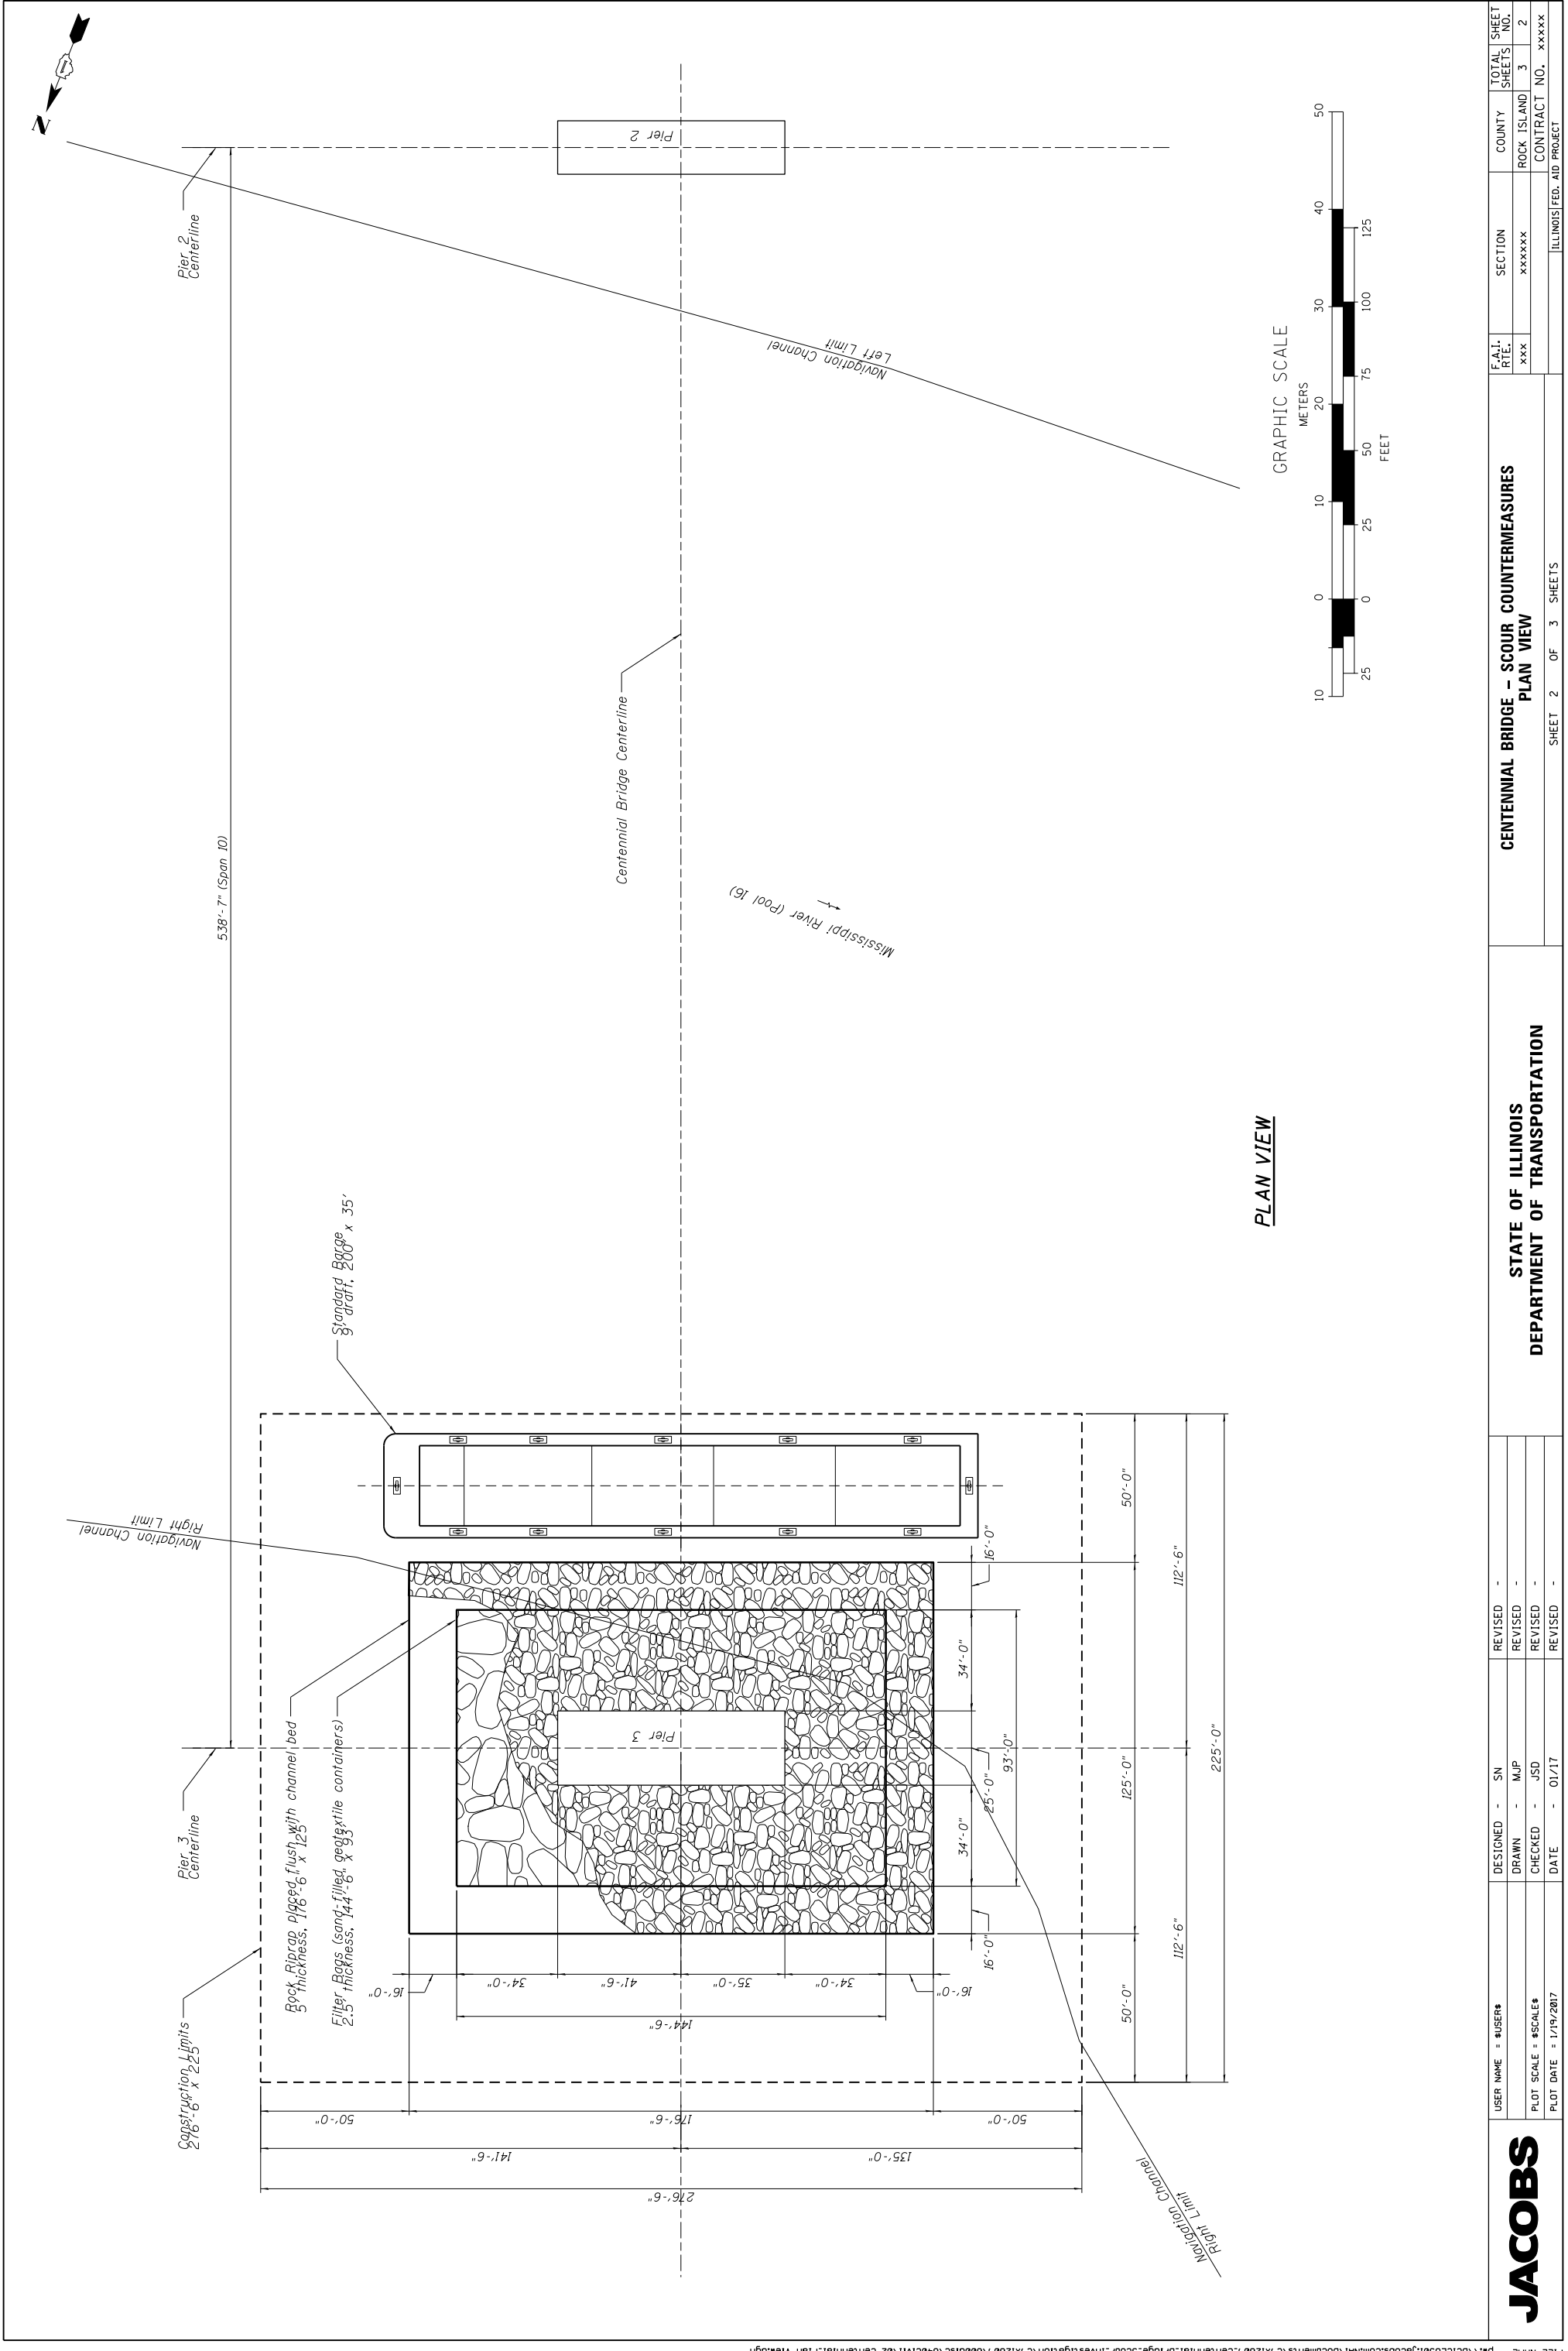 N
Pier 2
Centerline
Pier 2
538'-7" (Span 10)
Navigation Channel
Left Limit
Centennial Bridge Centerline
Mississippi River (Pool 16)
Standard Barge
9' draft, 200' x 35'
Navigation Channel
Right Limit
Pier 3
Centerline
Pier 3
Rock Riprap placed flush with channel bed
5' thickness, 176'-6" x 125'
Filter Bags (sand-filled geotextile containers)
2.5' thickness, 144'-6" x 93'
Construction Limits
276'-6" x 225'
16'-0"
34'-0"
41'-6"
35'-0"
34'-0"
16'-0"
144'-6"
50'-0"
176'-6"
50'-0"
141'-6"
135'-0"
276'-6"
16'-0"
34'-0"
25'-0"
34'-0"
16'-0"
93'-0"
50'-0"
125'-0"
50'-0"
112'-6"
112'-6"
225'-0"
Navigation Channel
Right Limit
PLAN VIEW
GRAPHIC SCALE
METERS
10 0 10 20 30 40 50
25 0 25 50 75 100 125
FEET
JACOBS
USER NAME = $USER$
PLOT SCALE = $SCALE$
PLOT DATE = 1/19/2017
DESIGNED - SN
DRAWN - MJP
CHECKED - JSD
DATE - 01/17
REVISED -
REVISED -
REVISED -
REVISED -
STATE OF ILLINOIS
DEPARTMENT OF TRANSPORTATION
CENTENNIAL BRIDGE – SCOUR COUNTERMEASURES
PLAN VIEW
SHEET 2 OF 3 SHEETS
F.A.I. RTE.
SECTION
COUNTY
TOTAL SHEETS
SHEET NO.
xxx
xxxxxx
ROCK ISLAND
3
2
CONTRACT NO. xxxxx
ILLINOIS FED. AID PROJECT